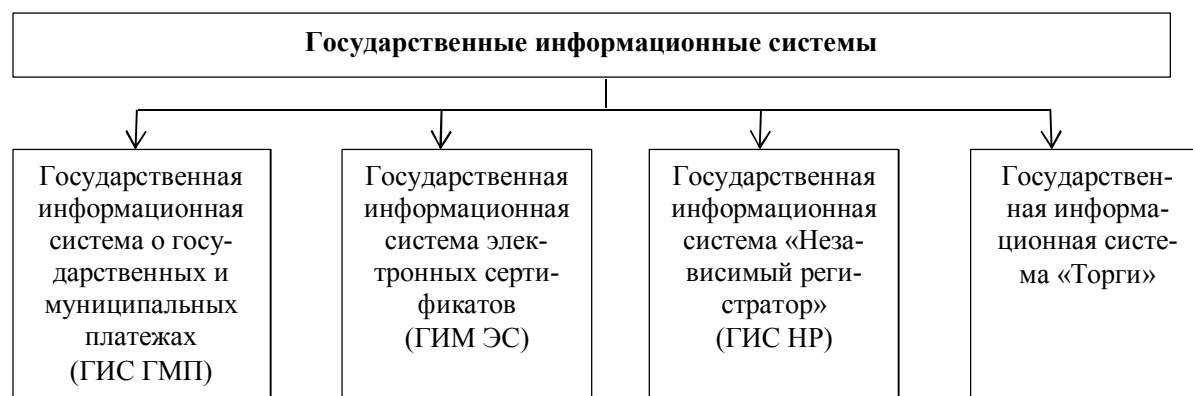 Государственные информационные системы
Государственная
информационная
система о госу-
дарственных и
муниципальных
платежах
(ГИС ГМП)
Государственная
информационная
система элек-
тронных серти-
фикатов
(ГИМ ЭС)
Государственная
информационная
система «Неза-
висимый реги-
стратор»
(ГИС НР)
Государствен-
ная информа-
ционная систе-
ма «Торги»